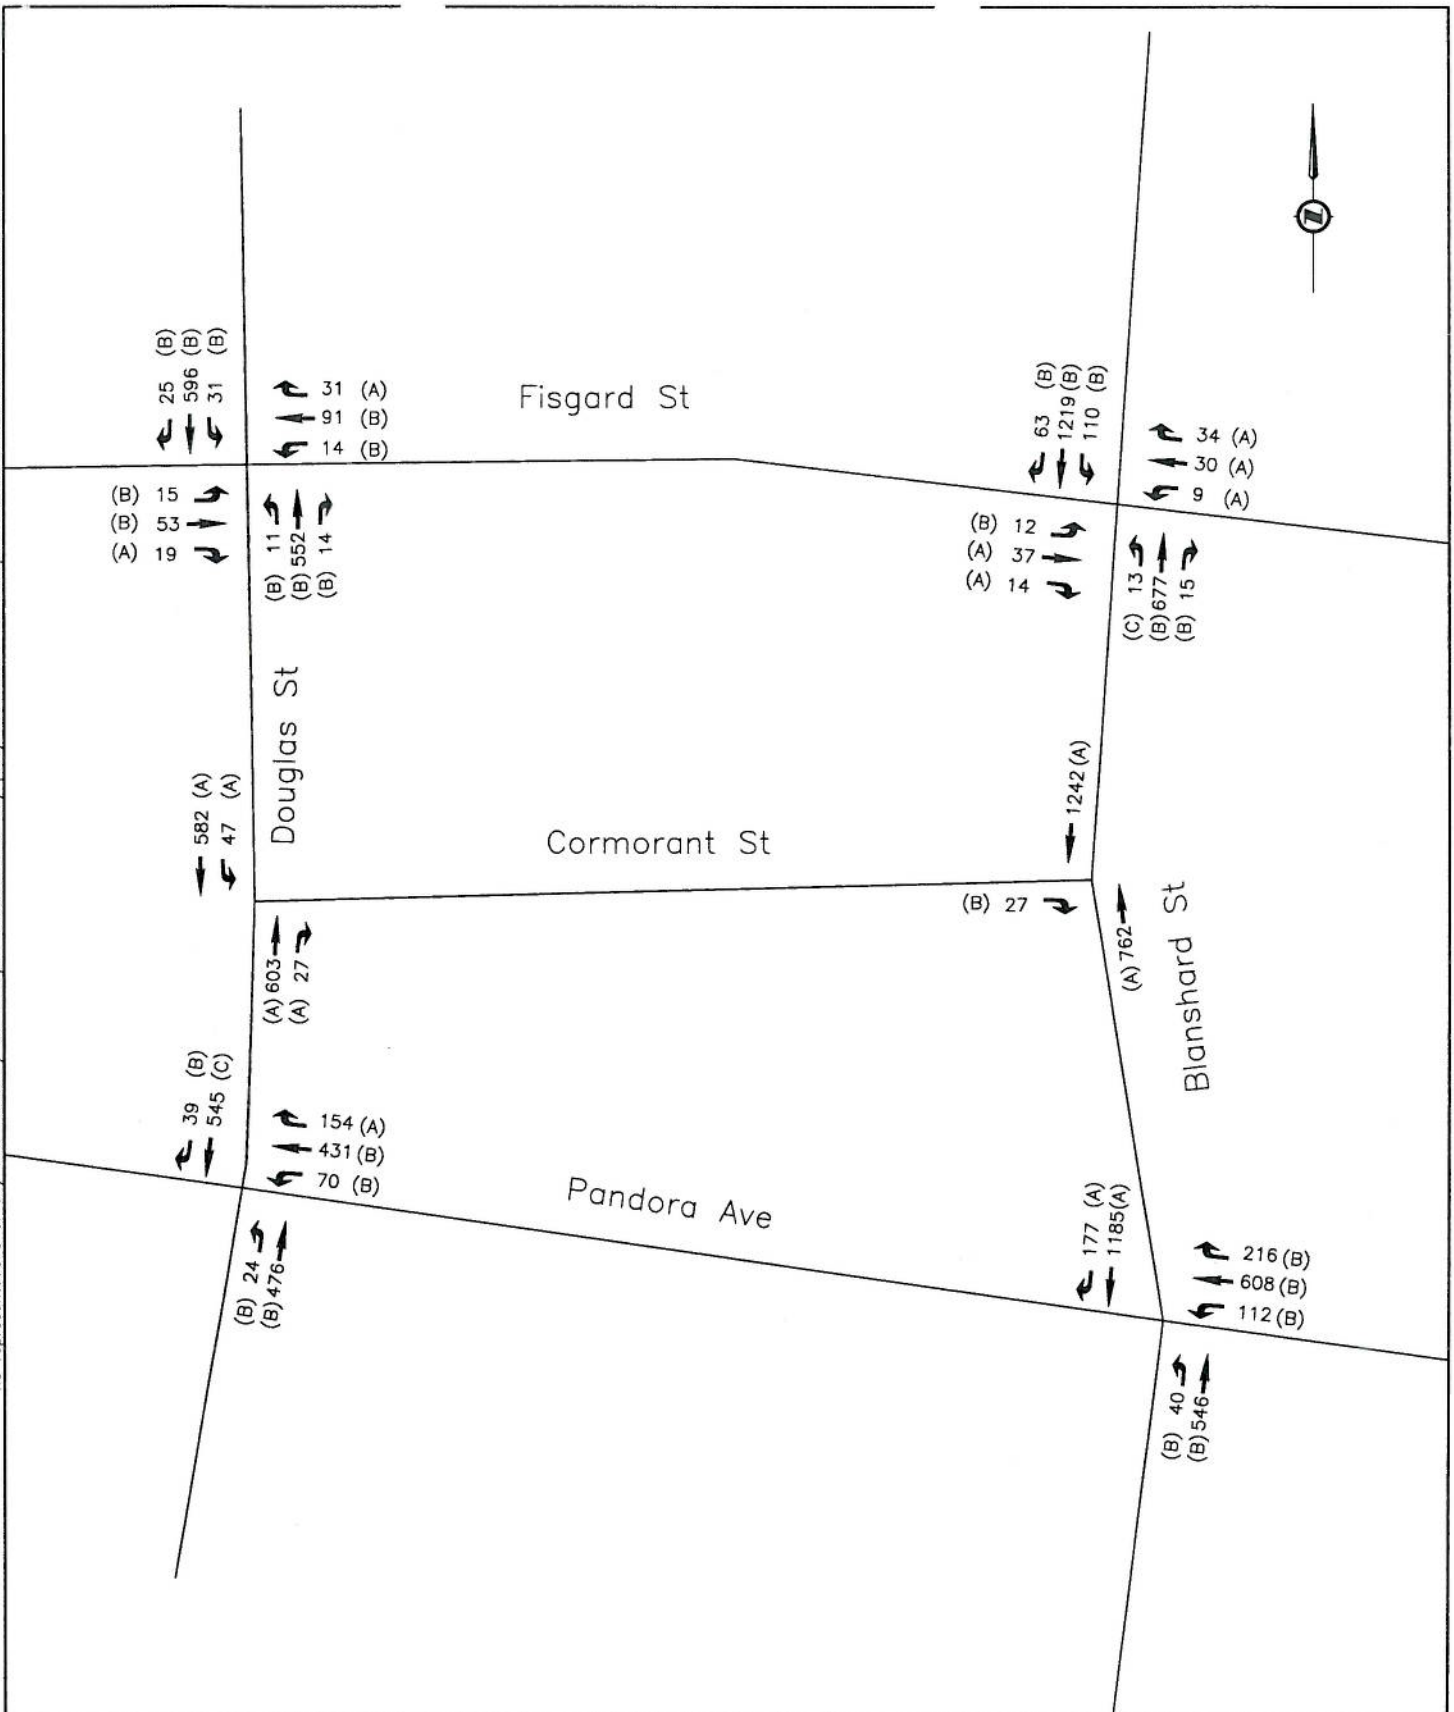 25 (B)
596 (B)
31 (B)
31 (A)
91 (B)
14 (B)
Fisgard St
63 (B)
1219 (B)
110 (B)
34 (A)
30 (A)
9 (A)
(B) 15
(B) 53
(A) 19
(B) 11
(B) 552
(B) 14
(B) 12
(A) 37
(A) 14
(C) 13
(B) 677
(B) 15
Douglas St
582 (A)
47 (A)
Cormorant St
1242 (A)
(B) 27
(A) 762
Blanshard St
(A) 603
(A) 27
39 (B)
545 (C)
154 (A)
431 (B)
70 (B)
Pandora Ave
177 (A)
1185 (A)
216 (B)
608 (B)
112 (B)
(B) 24
(B) 476
(B) 40
(B) 546